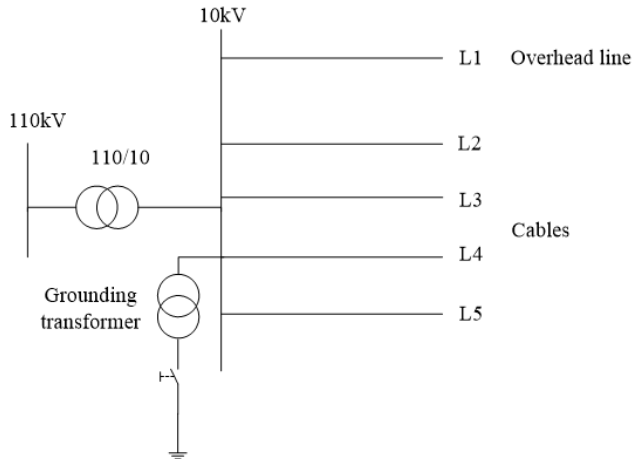 10kV
L1 Overhead line
110kV
110/10
L2
L3
Cables
L4
Grounding
transformer
L5